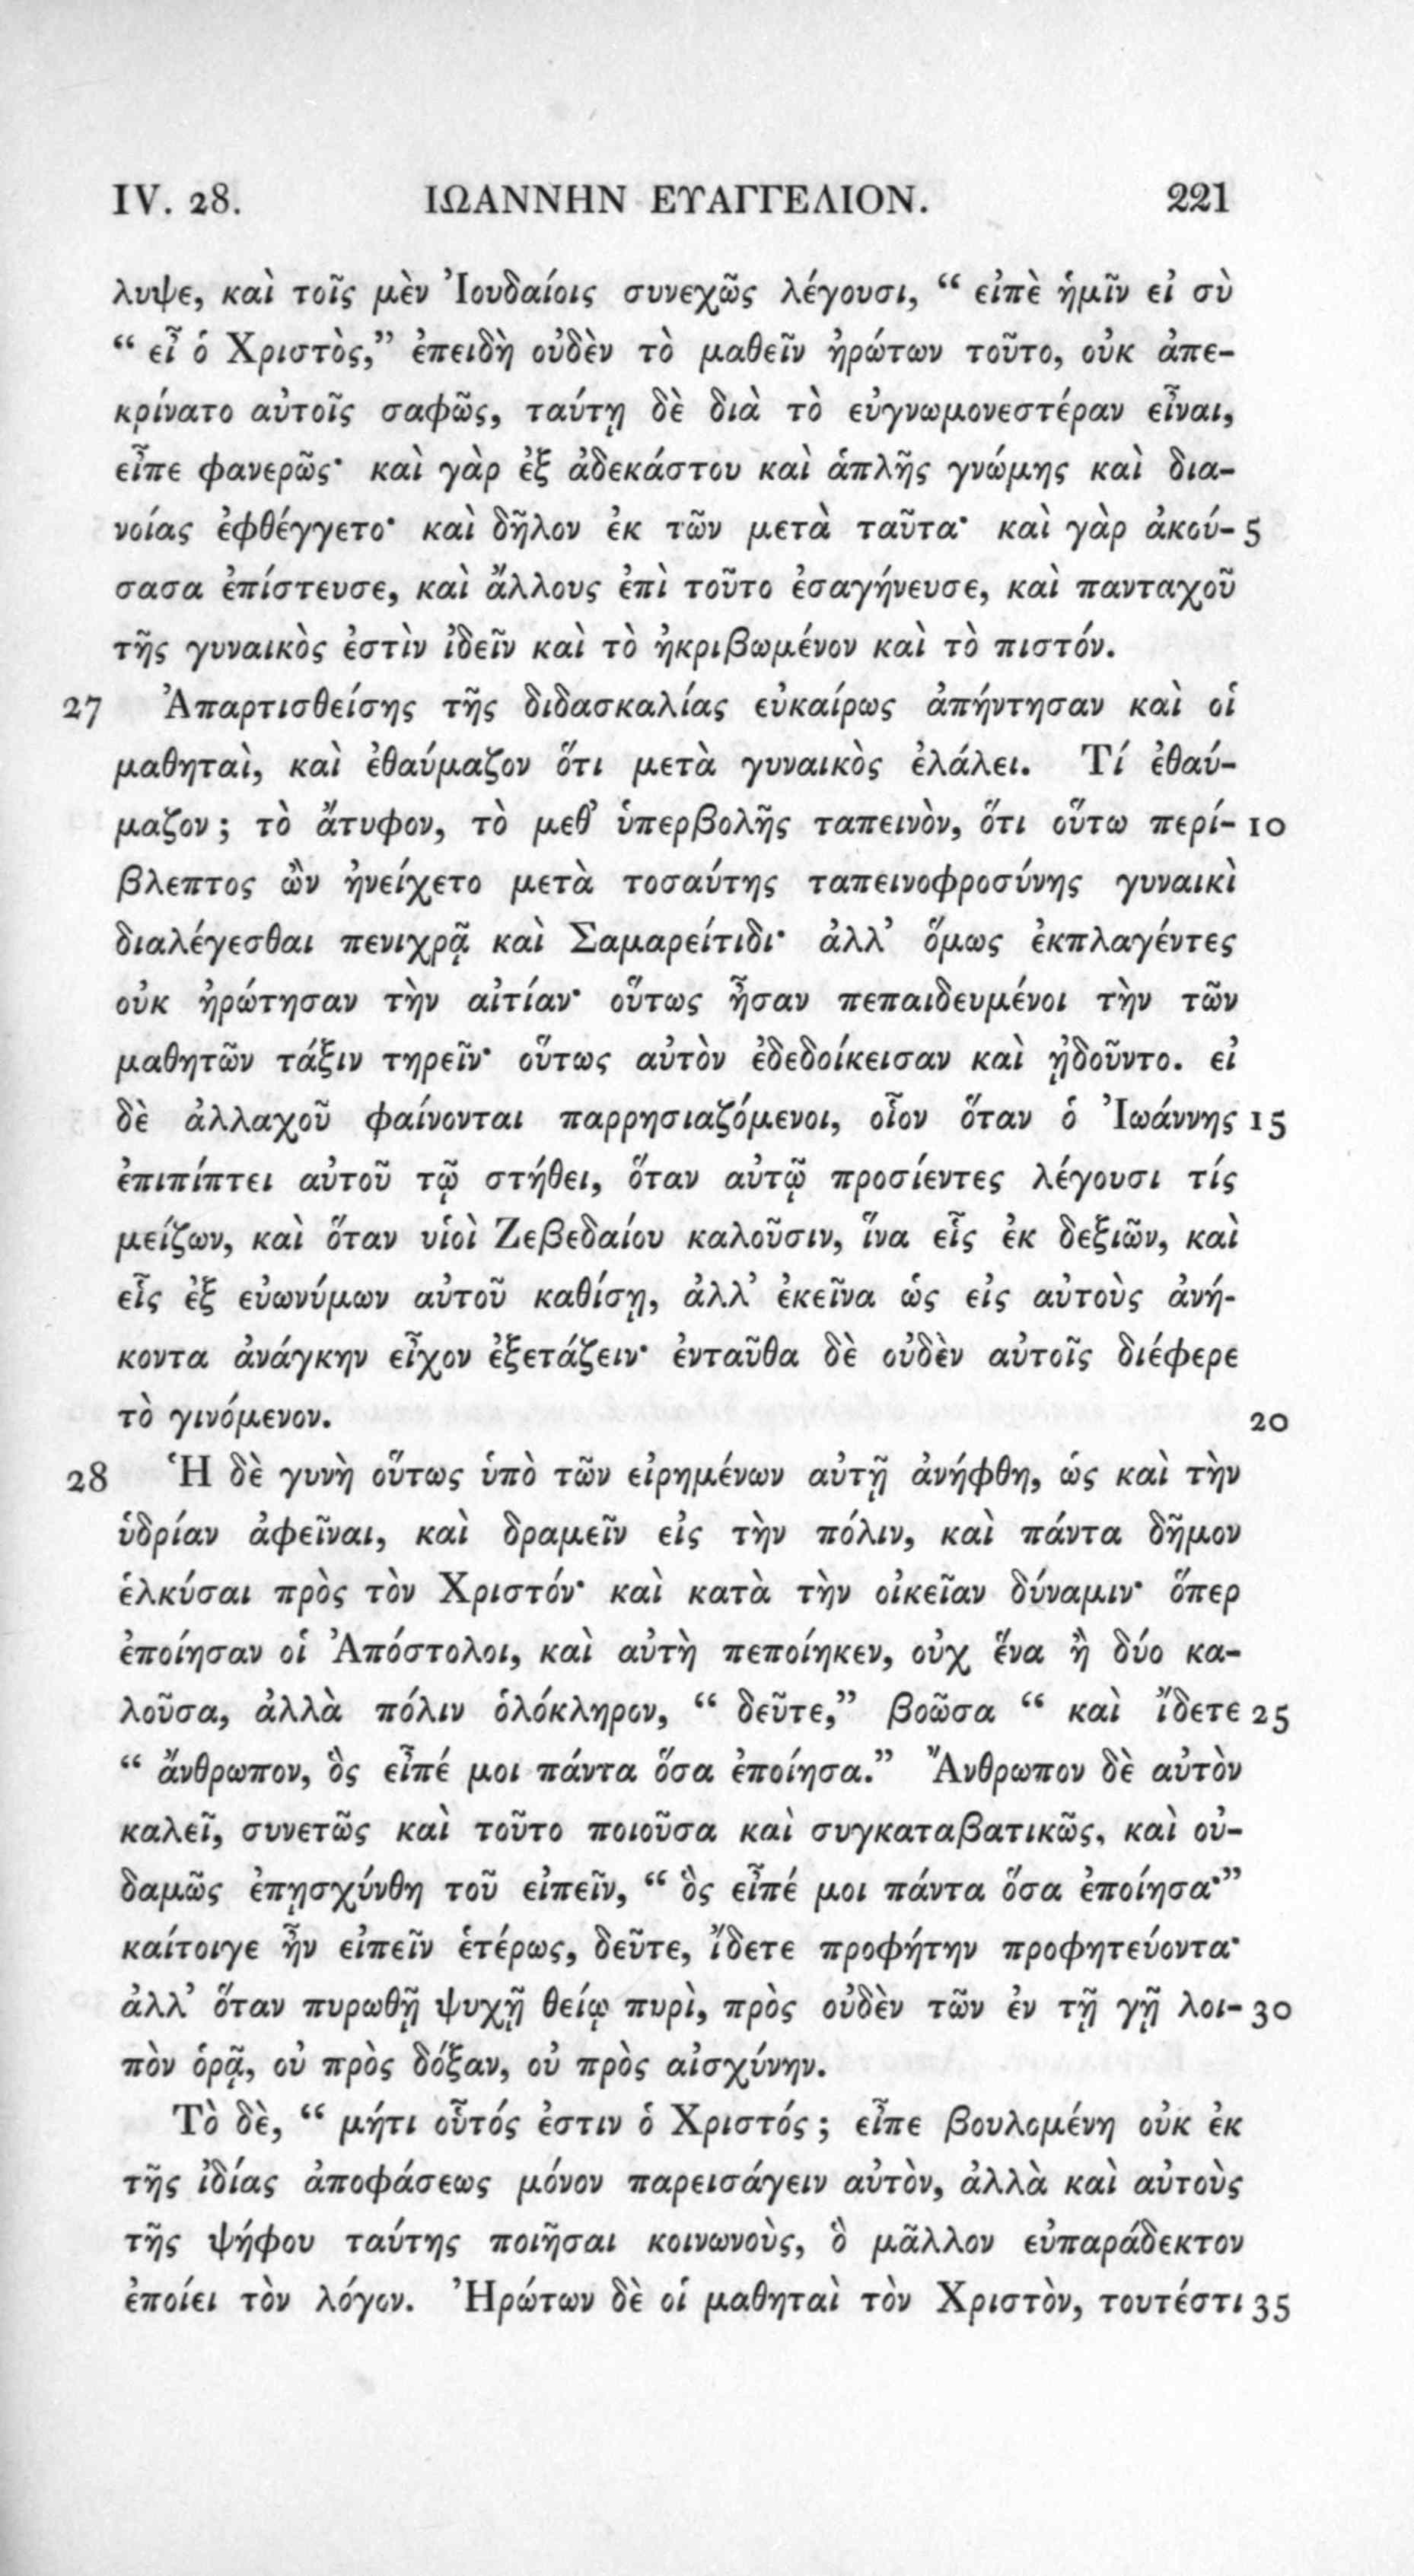 IV. 28. ΙΩΑΝΝΗΝ ΕΥΑΓΓΕΛΙΟΝ. 221
λυψε, καὶ τοῖς μὲν Ἰουδαίοις συνεχῶς λέγουσι, “ εἰπὲ ἡμῖν εἰ σὺ
“ εἶ ὁ Χριστὸς,” ἐπειδὴ οὐδὲν τὸ μαθεῖν ἠρώτων τοῦτο, οὐκ ἀπε-
κρίνατο αὐτοῖς σαφῶς, ταύτῃ δὲ διὰ τὸ εὐγνωμονεστέραν εἶναι,
εἶπε φανερῶς· καὶ γὰρ ἐξ ἀδεκάστου καὶ ἁπλῆς γνώμης καὶ δια-
νοίας ἐφθέγγετο· καὶ δῆλον ἐκ τῶν μετὰ ταῦτα· καὶ γὰρ ἀκού- 5
σασα ἐπίστευσε, καὶ ἄλλους ἐπὶ τοῦτο ἐσαγήνευσε, καὶ πανταχοῦ
τῆς γυναικὸς ἐστὶν ἰδεῖν καὶ τὸ ἠκριβωμένον καὶ τὸ πιστόν.
27 Ἀπαρτισθείσης τῆς διδασκαλίας εὐκαίρως ἀπήντησαν καὶ οἱ
μαθηταὶ, καὶ ἐθαύμαζον ὅτι μετὰ γυναικὸς ἐλάλει. Τί ἐθαύ-
μαζον ; τὸ ἄτυφον, τὸ μεθ’ ὑπερβολῆς ταπεινὸν, ὅτι οὕτω περί- 10
βλεπτος ὢν ἠνείχετο μετὰ τοσαύτης ταπεινοφροσύνης γυναικὶ
διαλέγεσθαι πενιχρᾷ καὶ Σαμαρείτιδι· ἀλλ’ ὅμως ἐκπλαγέντες
οὐκ ἠρώτησαν τὴν αἰτίαν· οὕτως ἦσαν πεπαιδευμένοι τὴν τῶν
μαθητῶν τάξιν τηρεῖν· οὕτως αὐτὸν ἐδεδοίκεισαν καὶ ᾐδοῦντο. εἰ
δὲ ἀλλαχοῦ φαίνονται παρρησιαζόμενοι, οἷον ὅταν ὁ Ἰωάννης 15
ἐπιπίπτει αὐτοῦ τῷ στήθει, ὅταν αὐτῷ προσίεντες λέγουσι τίς
μείζων, καὶ ὅταν υἱοὶ Ζεβεδαίου καλοῦσιν, ἵνα εἷς ἐκ δεξιῶν, καὶ
εἷς ἐξ εὐωνύμων αὐτοῦ καθίσῃ, ἀλλ’ ἐκεῖνα ὡς εἰς αὐτοὺς ἀνή-
κοντα ἀνάγκην εἶχον ἐξετάζειν· ἐνταῦθα δὲ οὐδὲν αὐτοῖς διέφερε
τὸ γινόμενον. 20
28 Ἡ δὲ γυνὴ οὕτως ὑπὸ τῶν εἰρημένων αὐτῇ ἀνήφθη, ὡς καὶ τὴν
ὑδρίαν ἀφεῖναι, καὶ δραμεῖν εἰς τὴν πόλιν, καὶ πάντα δῆμον
ἑλκύσαι πρὸς τὸν Χριστόν· καὶ κατὰ τὴν οἰκεῖαν δύναμιν· ὅπερ
ἐποίησαν οἱ Ἀπόστολοι, καὶ αὐτὴ πεποίηκεν, οὐχ ἕνα ἢ δύο κα-
λοῦσα, ἀλλὰ πόλιν ὁλόκληρον, “ δεῦτε,” βοῶσα “ καὶ ἴδετε 25
“ ἄνθρωπον, ὃς εἶπέ μοι πάντα ὅσα ἐποίησα.” Ἄνθρωπον δὲ αὐτὸν
καλεῖ, συνετῶς καὶ τοῦτο ποιοῦσα καὶ συγκαταβατικῶς, καὶ οὐ-
δαμῶς ἐπῃσχύνθη τοῦ εἰπεῖν, “ ὃς εἶπέ μοι πάντα ὅσα ἐποίησα·”
καίτοιγε ἦν εἰπεῖν ἑτέρως, δεῦτε, ἴδετε προφήτην προφητεύοντα·
ἀλλ’ ὅταν πυρωθῇ ψυχῇ θείῳ πυρὶ, πρὸς οὐδὲν τῶν ἐν τῇ γῇ λοι- 30
πὸν ὁρᾷ, οὐ πρὸς δόξαν, οὐ πρὸς αἰσχύνην.
Τὸ δὲ, “ μήτι οὗτός ἐστιν ὁ Χριστός ; εἶπε βουλομένη οὐκ ἐκ
τῆς ἰδίας ἀποφάσεως μόνον παρεισάγειν αὐτὸν, ἀλλὰ καὶ αὐτοὺς
τῆς ψήφου ταύτης ποιῆσαι κοινωνοὺς, ὃ μᾶλλον εὐπαράδεκτον
ἐποίει τὸν λόγον. Ἠρώτων δὲ οἱ μαθηταὶ τὸν Χριστὸν, τουτέστι 35